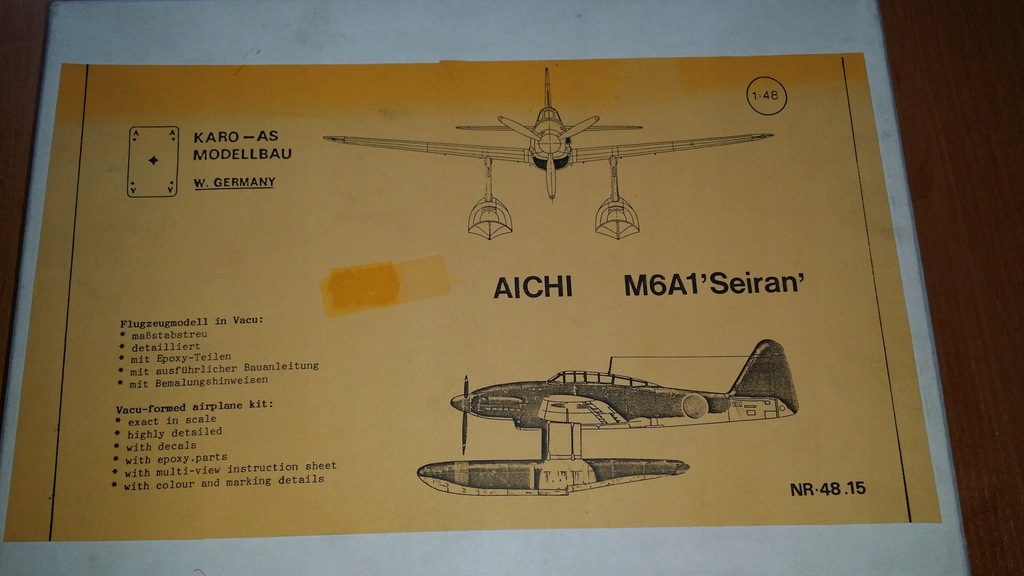 1:48
A A
KARO-AS
MODELLBAU
W. GERMANY
A A
AICHI M6A1'Seiran'
Flugzeugmodell in Vacu:
* maßstabstreu
* detailliert
* mit Epoxy-Teilen
* mit ausführlicher Bauanleitung
* mit Bemalungshinweisen
Vacu-formed airplane kit:
* exact in scale
* highly detailed
* with decals
* with epoxy.parts
* with multi-view instruction sheet
* with colour and marking details
NR·48.15